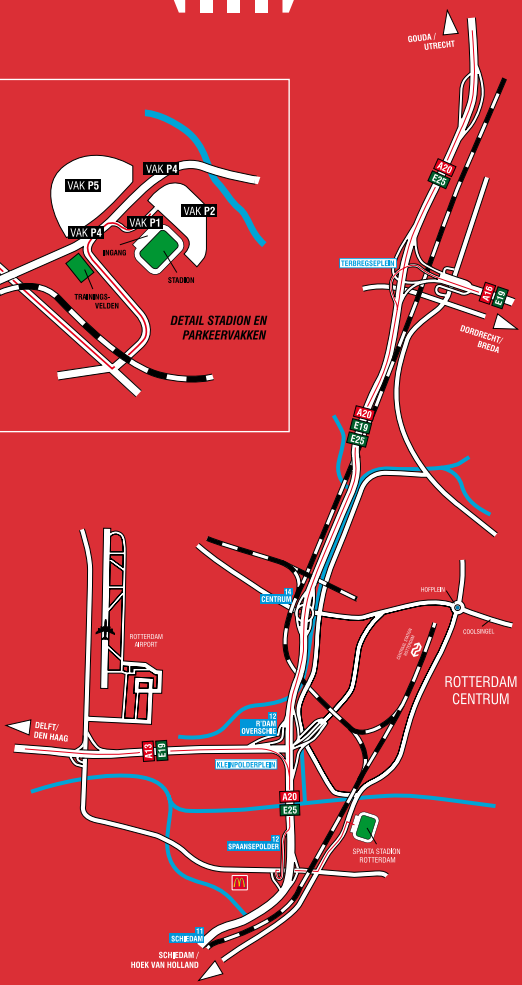 GOUDA /
UTRECHT
A20
E25
VAK P5
VAK P4
VAK P1
VAK P2
VAK P4
INGANG
STADION
TRAININGS-
VELDEN
DETAIL STADION EN
PARKEERVAKKEN
TERBREGSEPLEIN
A16
E19
DORDRECHT/
BREDA
A20
E19
E25
14
CENTRUM
HOFPLEIN
COOLSINGEL
CENTRAAL STATION
ROTTERDAM
ROTTERDAM
AIRPORT
ROTTERDAM
CENTRUM
12
R'DAM
OVERSCHIE
DELFT/
DEN HAAG
A13
E19
KLEINPOLDERPLEIN
A20
E25
12
SPAANSEPOLDER
SPARTA STADION
ROTTERDAM
11
SCHIEDAM
SCHIEDAM /
HOEK VAN HOLLAND